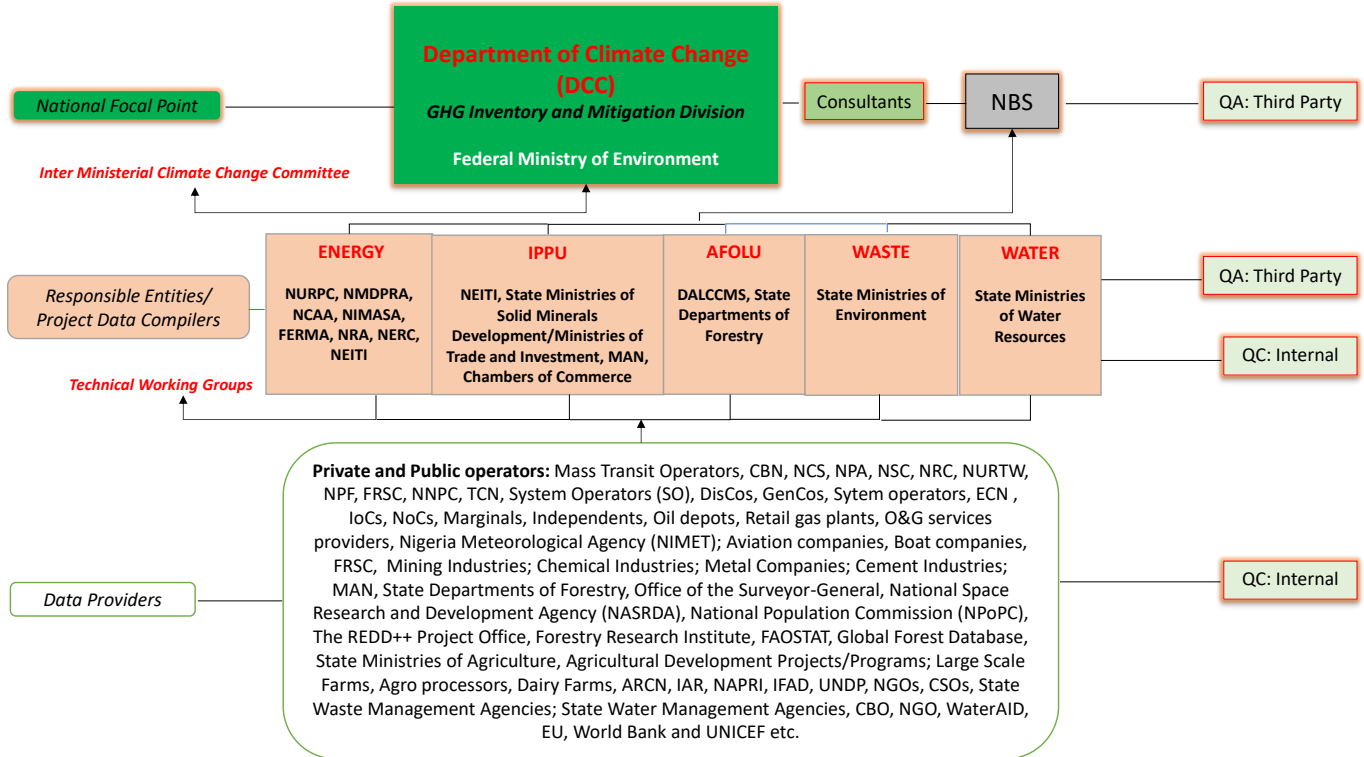 Department of Climate Change
(DCC)
GHG Inventory and Mitigation Division
Federal Ministry of Environment
National Focal Point
Consultants
NBS
QA: Third Party
Inter Ministerial Climate Change Committee
Responsible Entities/
Project Data Compilers
ENERGY
NURPC, NMDPRA,
NCAA, NIMASA,
FERMA, NRA, NERC,
NEITI
IPPU
NEITI, State Ministries of
Solid Minerals
Development/Ministries of
Trade and Investment, MAN,
Chambers of Commerce
AFOLU
DALCCMS, State
Departments of
Forestry
WASTE
State Ministries of
Environment
WATER
State Ministries
of Water
Resources
QA: Third Party
QC: Internal
Technical Working Groups
Data Providers
Private and Public operators: Mass Transit Operators, CBN, NCS, NPA, NSC, NRC, NURTW,
NPF, FRSC, NNPC, TCN, System Operators (SO), DisCos, GenCos, Sytem operators, ECN ,
IoCs, NoCs, Marginals, Independents, Oil depots, Retail gas plants, O&G services
providers, Nigeria Meteorological Agency (NIMET); Aviation companies, Boat companies,
FRSC, Mining Industries; Chemical Industries; Metal Companies; Cement Industries;
MAN, State Departments of Forestry, Office of the Surveyor-General, National Space
Research and Development Agency (NASRDA), National Population Commission (NPoPC),
The REDD++ Project Office, Forestry Research Institute, FAOSTAT, Global Forest Database,
State Ministries of Agriculture, Agricultural Development Projects/Programs; Large Scale
Farms, Agro processors, Dairy Farms, ARCN, IAR, NAPRI, IFAD, UNDP, NGOs, CSOs, State
Waste Management Agencies; State Water Management Agencies, CBO, NGO, WaterAID,
EU, World Bank and UNICEF etc.
QC: Internal